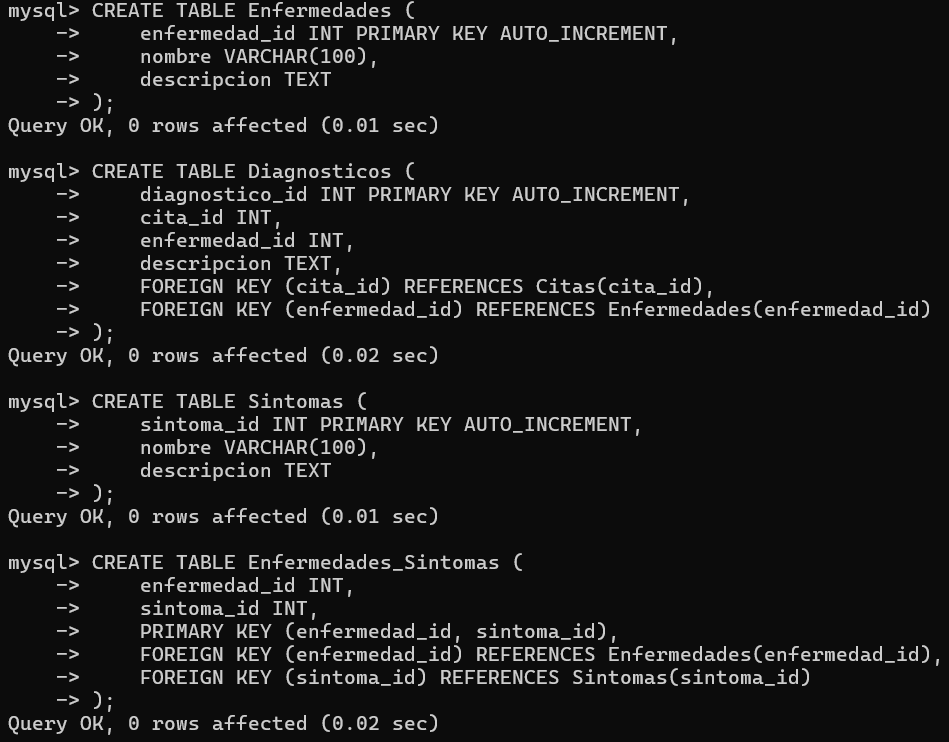 mysql> CREATE TABLE Enfermedades (
    ->     enfermedad_id INT PRIMARY KEY AUTO_INCREMENT,
    ->     nombre VARCHAR(100),
    ->     descripcion TEXT
    -> );
Query OK, 0 rows affected (0.01 sec)

mysql> CREATE TABLE Diagnosticos (
    ->     diagnostico_id INT PRIMARY KEY AUTO_INCREMENT,
    ->     cita_id INT,
    ->     enfermedad_id INT,
    ->     descripcion TEXT,
    ->     FOREIGN KEY (cita_id) REFERENCES Citas(cita_id),
    ->     FOREIGN KEY (enfermedad_id) REFERENCES Enfermedades(enfermedad_id)
    -> );
Query OK, 0 rows affected (0.02 sec)

mysql> CREATE TABLE Sintomas (
    ->     sintoma_id INT PRIMARY KEY AUTO_INCREMENT,
    ->     nombre VARCHAR(100),
    ->     descripcion TEXT
    -> );
Query OK, 0 rows affected (0.01 sec)

mysql> CREATE TABLE Enfermedades_Sintomas (
    ->     enfermedad_id INT,
    ->     sintoma_id INT,
    ->     PRIMARY KEY (enfermedad_id, sintoma_id),
    ->     FOREIGN KEY (enfermedad_id) REFERENCES Enfermedades(enfermedad_id),
    ->     FOREIGN KEY (sintoma_id) REFERENCES Sintomas(sintoma_id)
    -> );
Query OK, 0 rows affected (0.02 sec)